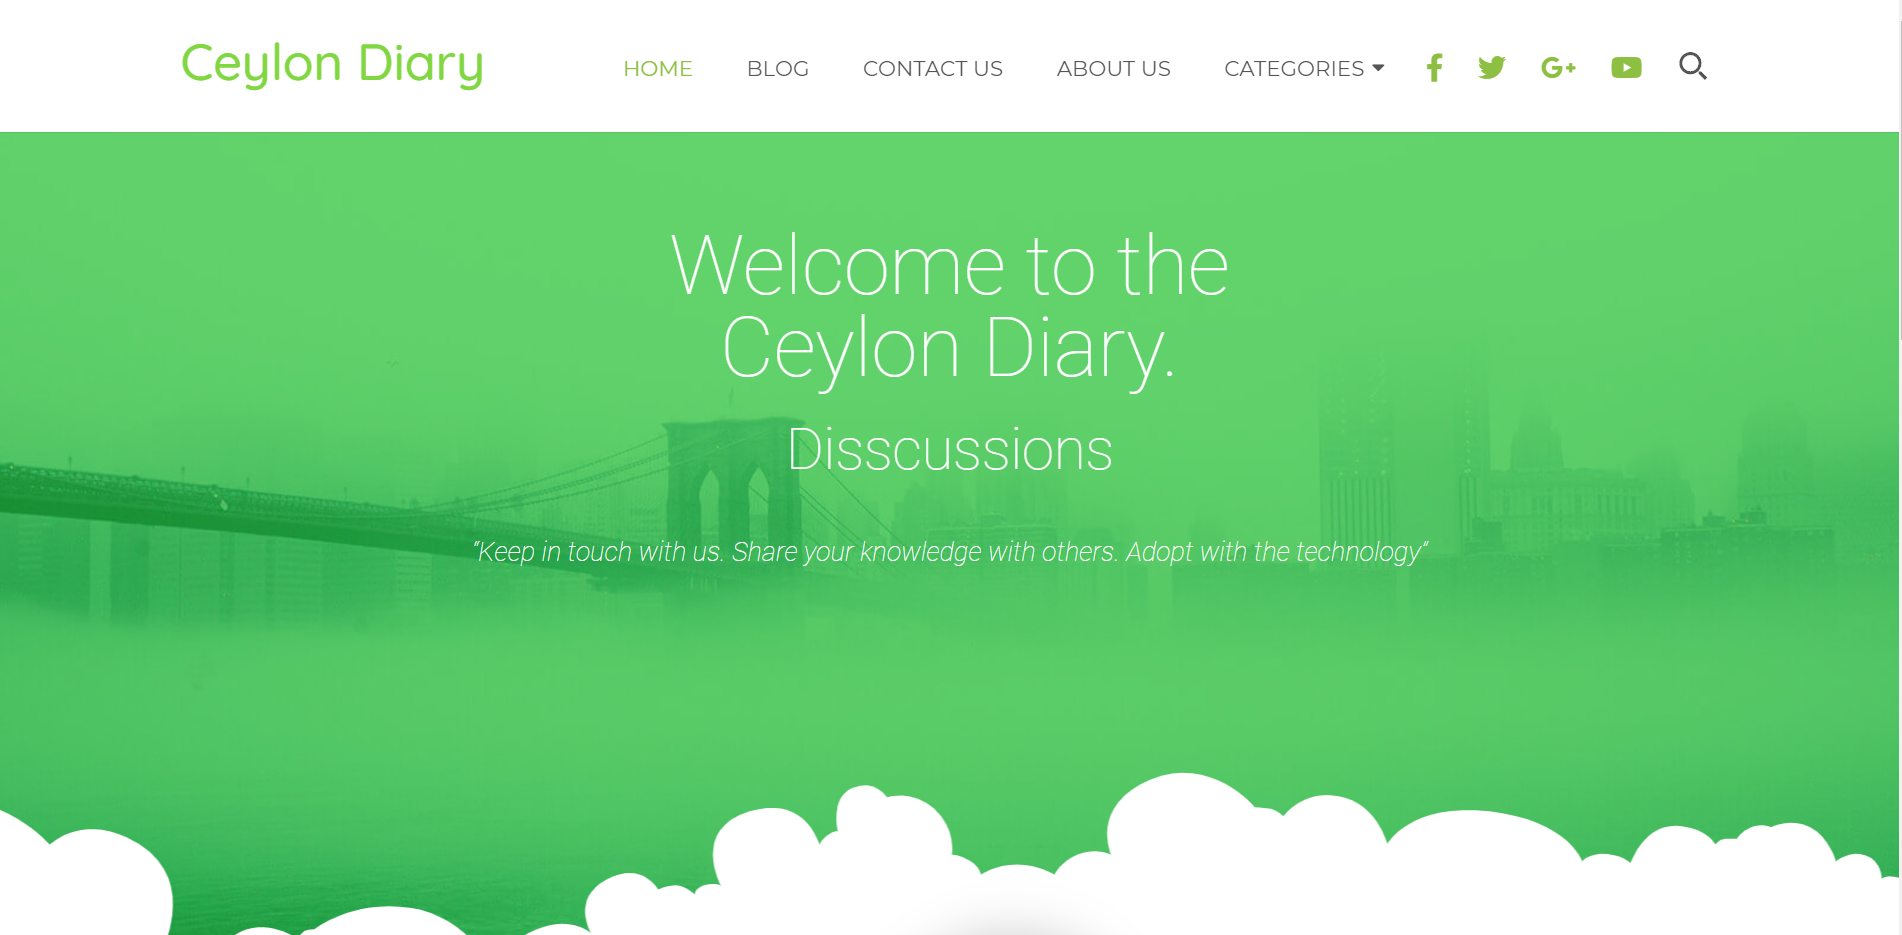 Ceylon Diary
HOME BLOG CONTACT US ABOUT US CATEGORIES
Welcome to the
Ceylon Diary.
Disscussions
"Keep in touch with us. Share your knowledge with others. Adopt with the technology"